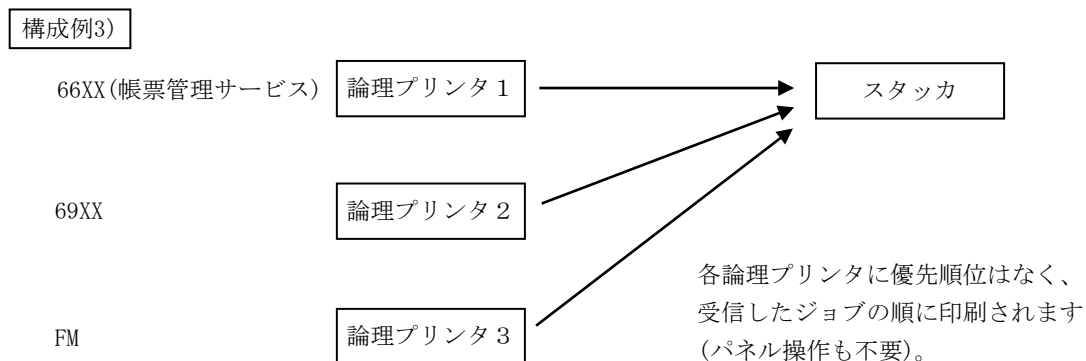 構成例3)
66XX(帳票管理サービス) 論理プリンタ１ スタッカ
69XX 論理プリンタ２
各論理プリンタに優先順位はなく、
受信したジョブの順に印刷されます
(パネル操作も不要)。
FM 論理プリンタ３